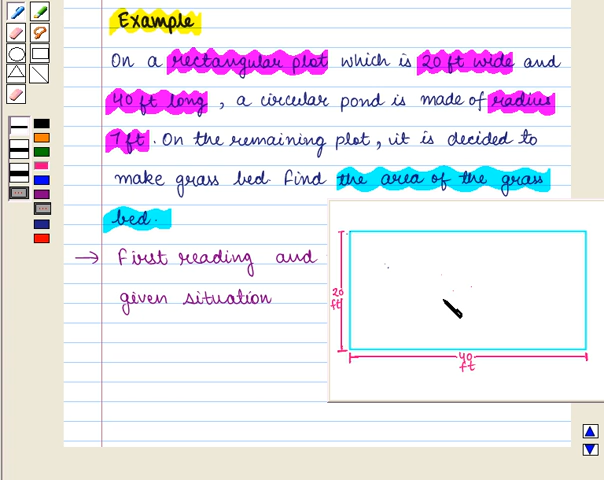 Example
On a rectangular plot which is 20 ft wide and
40 ft long, a circular pond is made of radius
7 ft. On the remaining plot, it is decided to
make grass bed. Find the area of the grass
bed.
→ First reading and
given situation
20
ft
40
ft